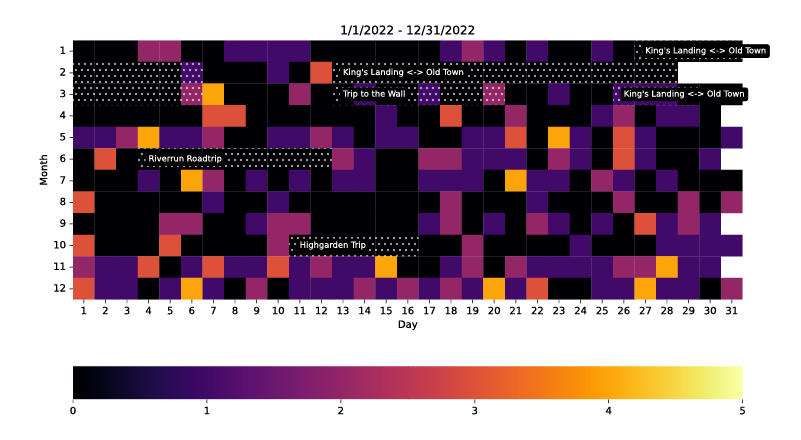 1/1/2022 - 12/31/2022
1 King's Landing <-> Old Town
2 King's Landing <-> Old Town
3 Trip to the Wall King's Landing <-> Old Town
4
5
6 Riverrun Roadtrip
7
8
9
10 Highgarden Trip
11
12
Month
1 2 3 4 5 6 7 8 9 10 11 12 13 14 15 16 17 18 19 20 21 22 23 24 25 26 27 28 29 30 31
Day
0 1 2 3 4 5